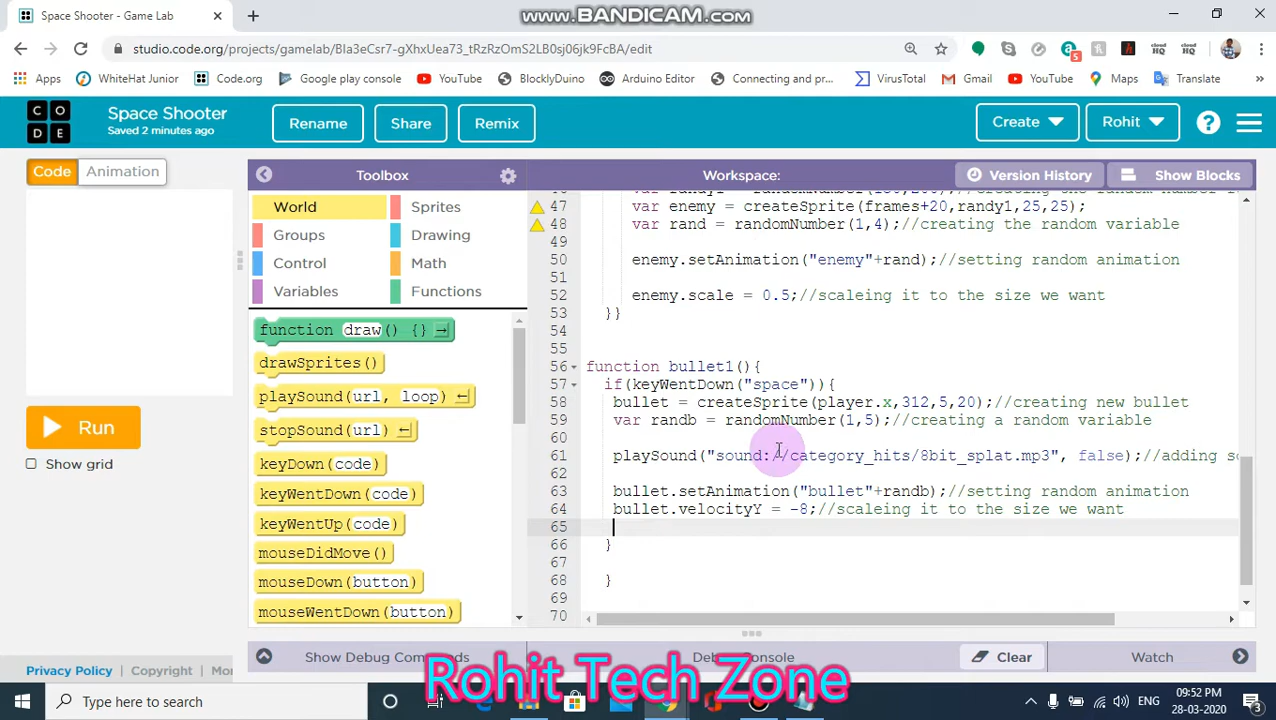 www.BANDICAM.com
Space Shooter - Game Lab
studio.code.org/projects/gamelab/BIa3eCsr7-gXhxUea73_tRzRzOmS2LB0sj06jk9FcBA/edit
Apps WhiteHat Junior Code.org Google play console YouTube BlocklyDuino Arduino Editor Connecting and pr... VirusTotal Gmail YouTube Maps Translate
C O D E
Space Shooter
Saved 2 minutes ago
Rename Share Remix Create Rohit
Code Animation
Toolbox
Workspace:
Version History
Show Blocks
World Sprites
Groups Drawing
Control Math
Variables Functions
function draw() {}
drawSprites()
playSound(url, loop)
stopSound(url)
keyDown(code)
keyWentDown(code)
keyWentUp(code)
mouseDidMove()
mouseDown(button)
mouseWentDown(button)
Run
Show grid
47 var enemy = createSprite(frames+20,randy1,25,25);
48 var rand = randomNumber(1,4);//creating the random variable
49
50 enemy.setAnimation("enemy"+rand);//setting random animation
51
52 enemy.scale = 0.5;//scaleing it to the size we want
53 }}
54
55
56 function bullet1(){
57 if(keyWentDown("space")){
58 bullet = createSprite(player.x,312,5,20);//creating new bullet
59 var randb = randomNumber(1,5);//creating a random variable
60
61 playSound("sound://category_hits/8bit_splat.mp3", false);//adding s
62
63 bullet.setAnimation("bullet"+randb);//setting random animation
64 bullet.velocityY = -8;//scaleing it to the size we want
65
66 }
67
68 }
69
70
Show Debug Commands
Clear
Watch
Privacy Policy | Copyright | Mo
Rohit Tech Zone
Type here to search
ENG
09:52 PM
28-03-2020